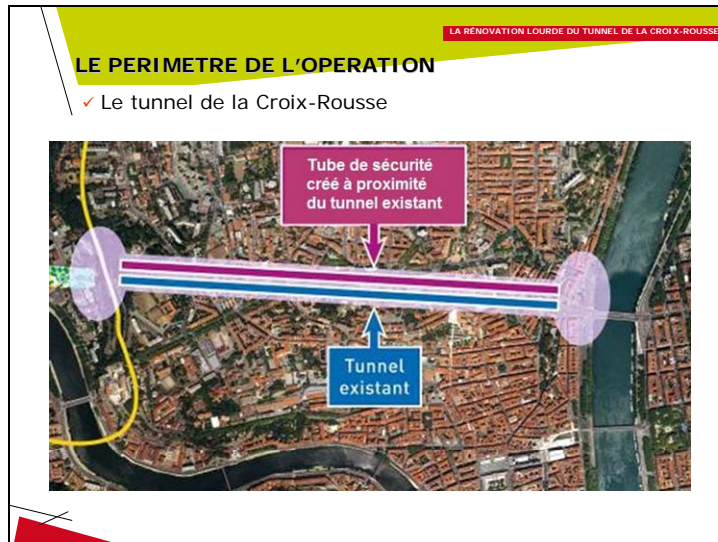 LA RÉNOVATION LOURDE DU TUNNEL DE LA CROIX-ROUSSE
LE PERIMETRE DE L'OPERATION
✓ Le tunnel de la Croix-Rousse
Tube de sécurité
créé à proximité
du tunnel existant
Tunnel
existant